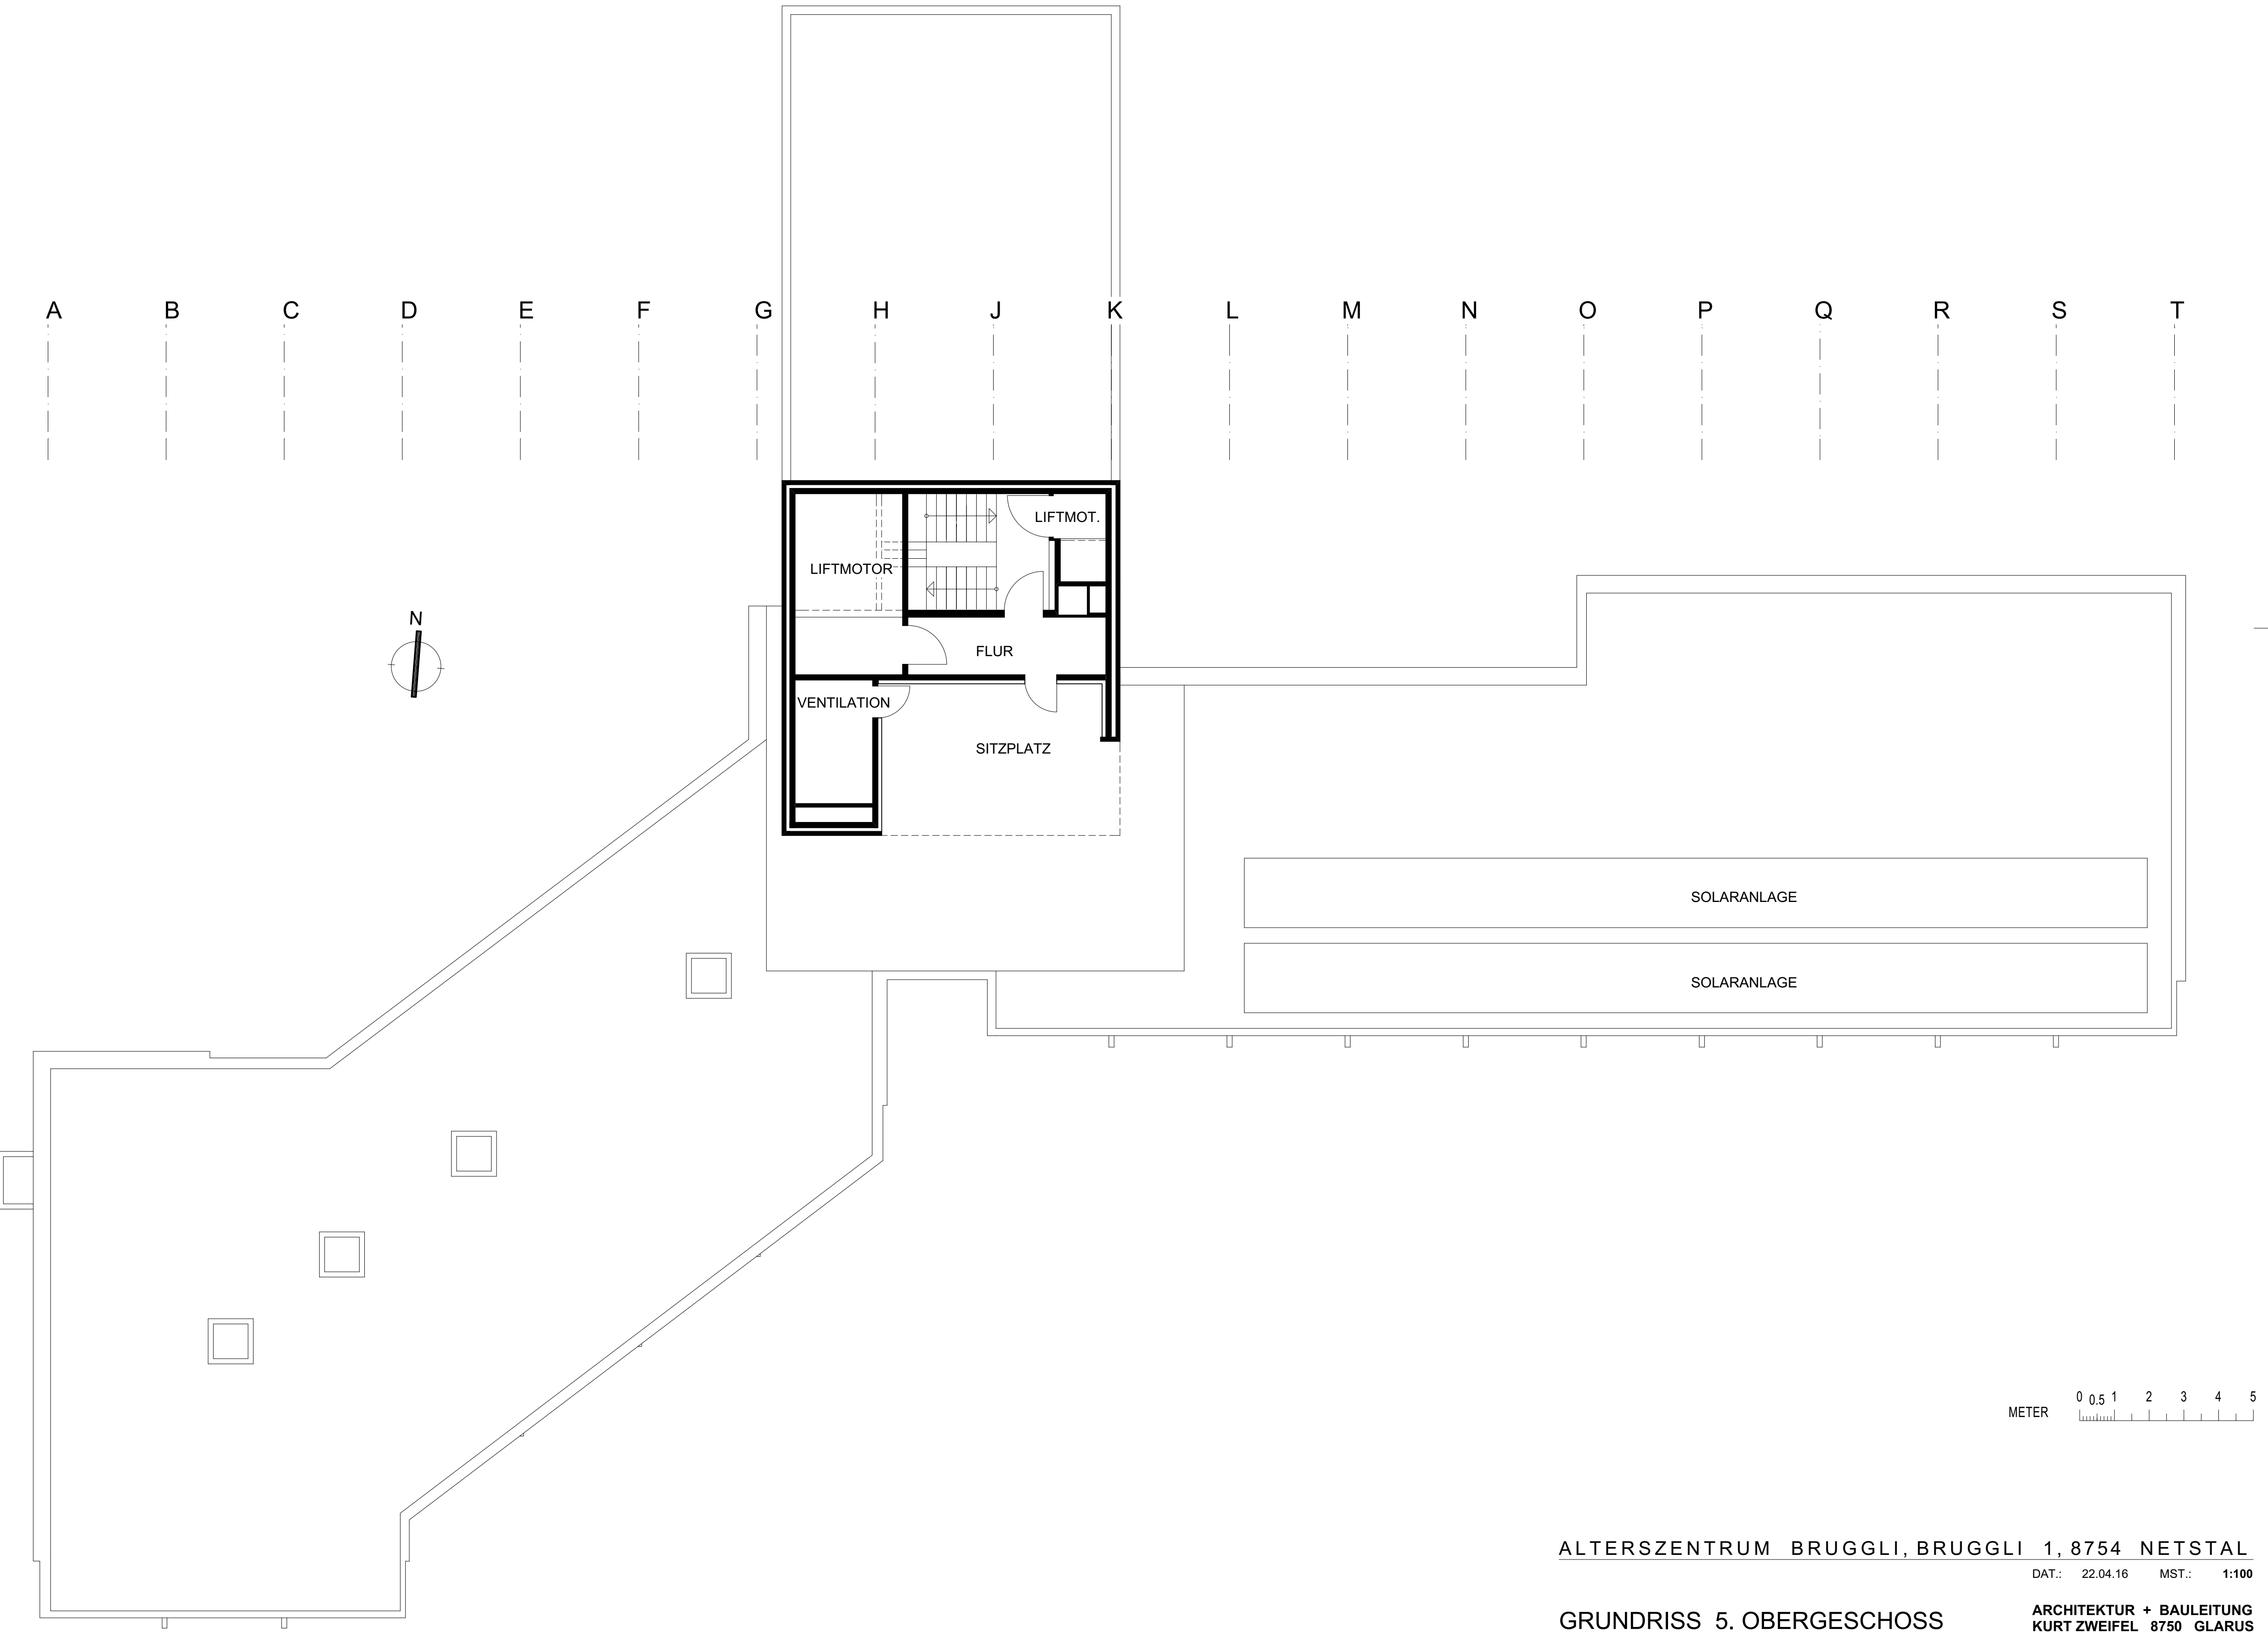 A B C D E F G H J K L M N O P Q R S T
LIFTMOT.
LIFTMOTOR
N
FLUR
VENTILATION
SITZPLATZ
SOLARANLAGE
SOLARANLAGE
0 0.5 1 2 3 4 5
METER
ALTERSZENTRUM BRUGGLI, BRUGGLI 1, 8754 NETSTAL
DAT.: 22.04.16 MST.: 1:100
GRUNDRISS 5. OBERGESCHOSS
ARCHITEKTUR + BAULEITUNG
KURT ZWEIFEL 8750 GLARUS